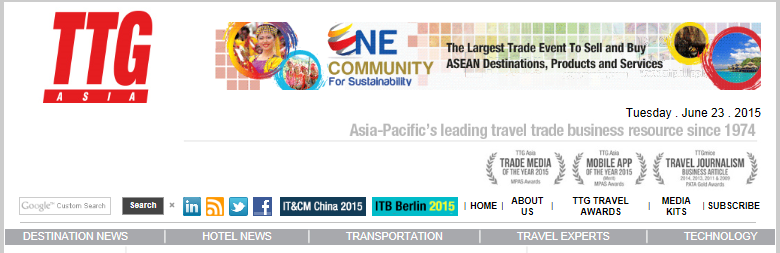 TTG
ASIA
ONE
COMMUNITY
For Sustainability
The Largest Trade Event To Sell and Buy
ASEAN Destinations, Products and Services
Tuesday . June 23 . 2015
Asia-Pacific's leading travel trade business resource since 1974
TTG Asia
TRADE MEDIA
OF THE YEAR 2015
MPAS Awards
TTG Asia
MOBILE APP
OF THE YEAR 2015
(Merit)
MPAS Awards
TTGmice
TRAVEL JOURNALISM
BUSINESS ARTICLE
2014, 2012, 2011 & 2009
PATA Gold Awards
Google™ Custom Search
Search
×
in
f
IT&CM China 2015
ITB Berlin 2015
| HOME | ABOUT US | TTG TRAVEL AWARDS | MEDIA KITS | SUBSCRIBE
DESTINATION NEWS | HOTEL NEWS | TRANSPORTATION | TRAVEL EXPERTS | TECHNOLOGY